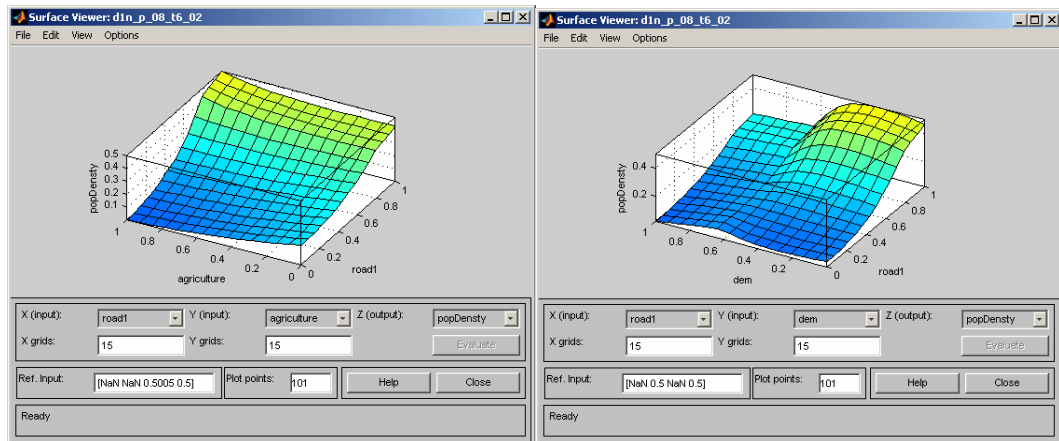 Surface Viewer: d1n_p_08_t6_02
File Edit View Options
popDensty
0.5
0.4
0.3
0.2
0.1
1
0.8
0.6
0.4
0.2
0
agriculture
0
0.2
0.4
0.6
0.8
1
road1
X (input): road1 Y (input): agriculture Z (output): popDensty
X grids: 15 Y grids: 15 Evaluate
Ref. Input: [NaN NaN 0.5005 0.5] Plot points: 101 Help Close
Ready
Surface Viewer: d1n_p_08_t6_02
File Edit View Options
popDensty
0.4
0.2
1
0.8
0.6
0.4
0.2
0
dem
0
0.2
0.4
0.6
0.8
1
road1
X (input): road1 Y (input): dem Z (output): popDensty
X grids: 15 Y grids: 15 Evaluate
Ref. Input: [NaN 0.5 NaN 0.5] Plot points: 101 Help Close
Ready